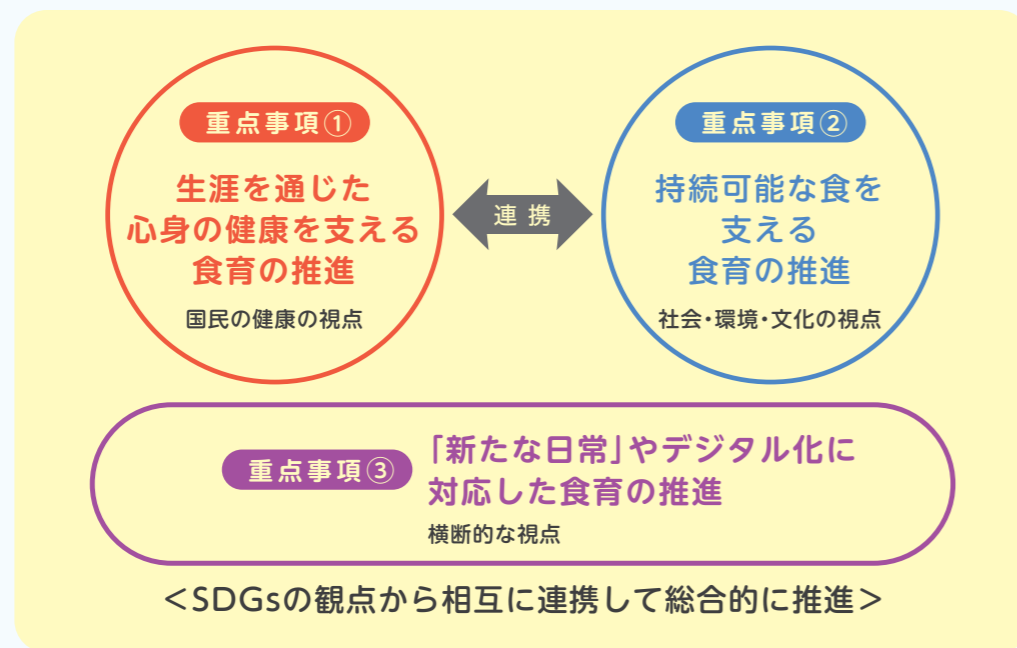 重点事項①
生涯を通じた
心身の健康を支える
食育の推進
国民の健康の視点
連携
重点事項②
持続可能な食を
支える
食育の推進
社会・環境・文化の視点
重点事項③
「新たな日常」やデジタル化に
対応した食育の推進
横断的な視点
＜SDGsの観点から相互に連携して総合的に推進＞